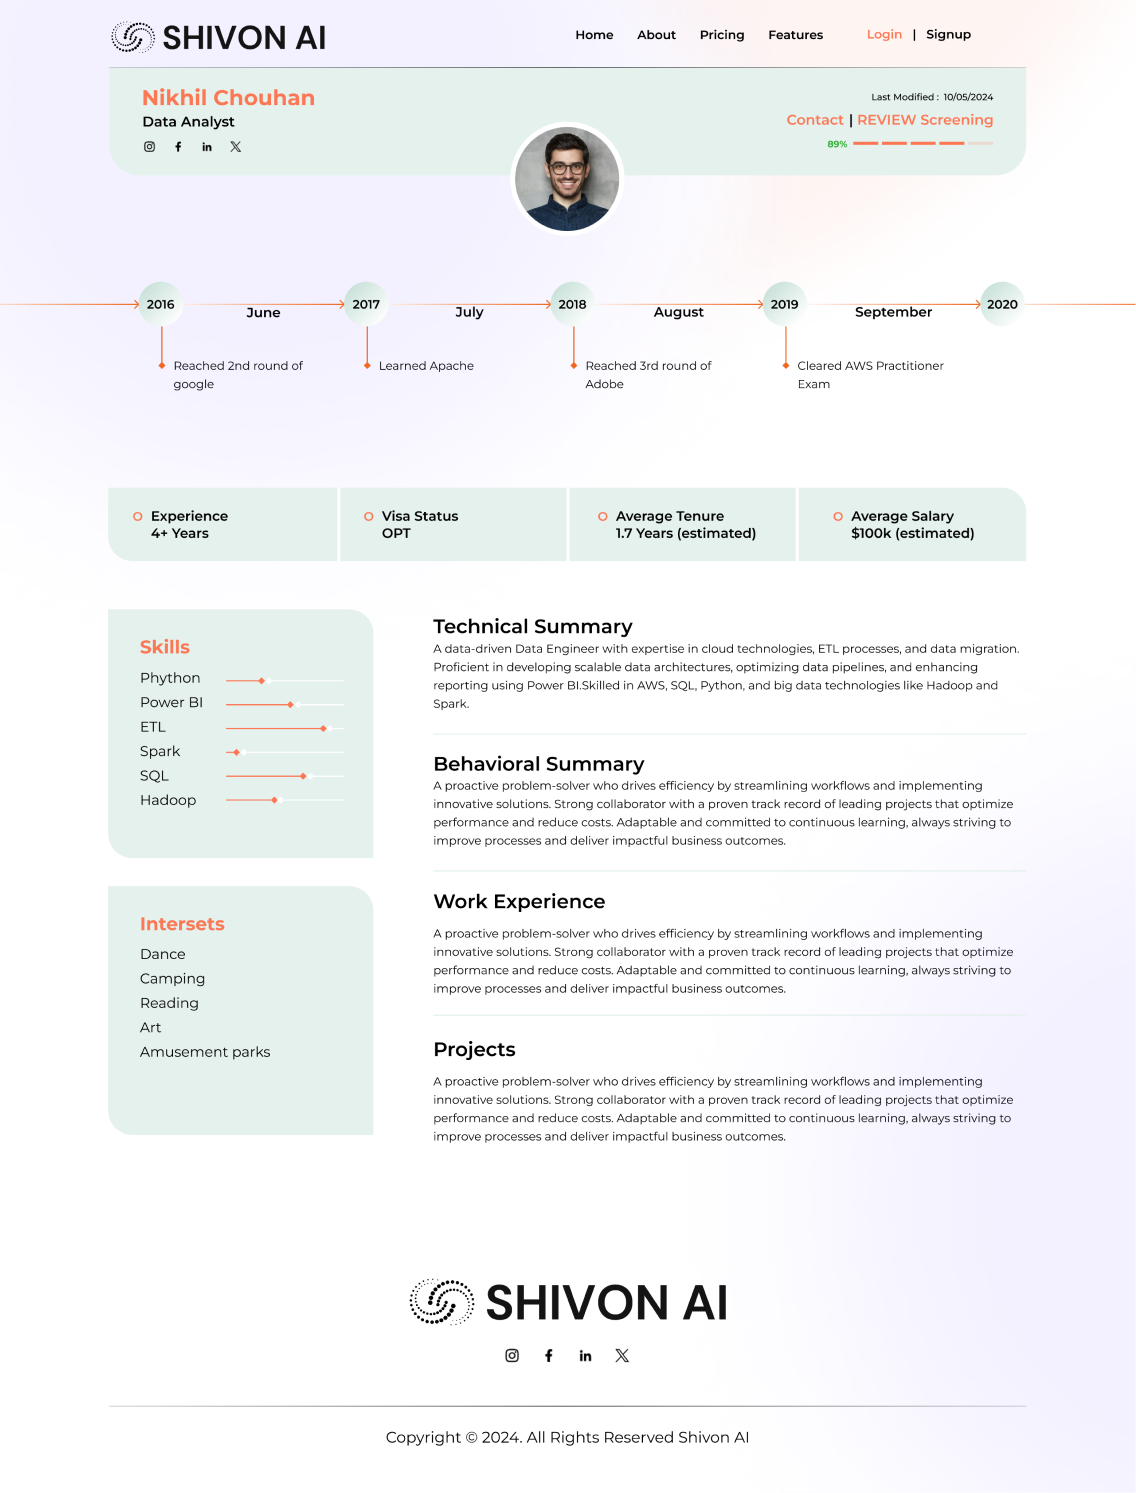 SHIVON AI
Home About Pricing Features Login | Signup
Nikhil Chouhan
Data Analyst
Last Modified : 10/05/2024
Contact | REVIEW Screening
89%
2016 2017 2018 2019 2020
June July August September
Reached 2nd round of
google
Learned Apache
Reached 3rd round of
Adobe
Cleared AWS Practitioner
Exam
Experience
4+ Years
Visa Status
OPT
Average Tenure
1.7 Years (estimated)
Average Salary
$100k (estimated)
Skills
Phython
Power BI
ETL
Spark
SQL
Hadoop
Intersets
Dance
Camping
Reading
Art
Amusement parks
Technical Summary
A data-driven Data Engineer with expertise in cloud technologies, ETL processes, and data migration.
Proficient in developing scalable data architectures, optimizing data pipelines, and enhancing
reporting using Power BI.Skilled in AWS, SQL, Python, and big data technologies like Hadoop and
Spark.
Behavioral Summary
A proactive problem-solver who drives efficiency by streamlining workflows and implementing
innovative solutions. Strong collaborator with a proven track record of leading projects that optimize
performance and reduce costs. Adaptable and committed to continuous learning, always striving to
improve processes and deliver impactful business outcomes.
Work Experience
A proactive problem-solver who drives efficiency by streamlining workflows and implementing
innovative solutions. Strong collaborator with a proven track record of leading projects that optimize
performance and reduce costs. Adaptable and committed to continuous learning, always striving to
improve processes and deliver impactful business outcomes.
Projects
A proactive problem-solver who drives efficiency by streamlining workflows and implementing
innovative solutions. Strong collaborator with a proven track record of leading projects that optimize
performance and reduce costs. Adaptable and committed to continuous learning, always striving to
improve processes and deliver impactful business outcomes.
SHIVON AI
Copyright © 2024. All Rights Reserved Shivon AI